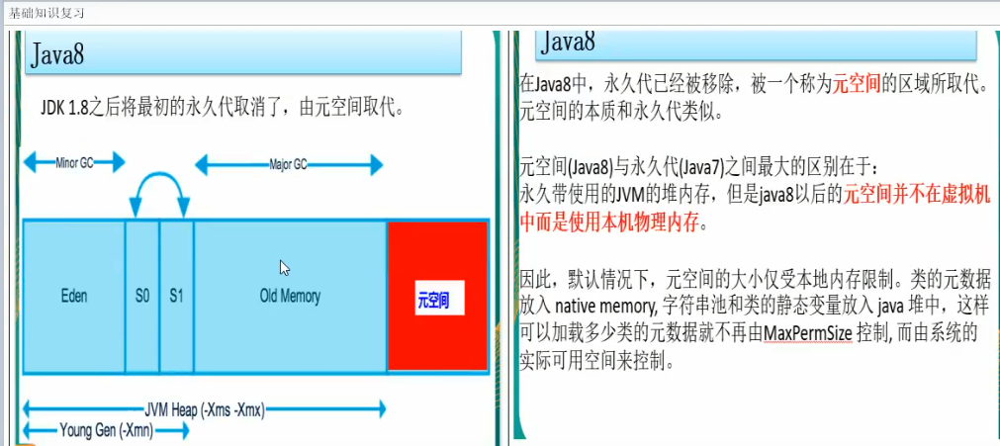 基础知识复习
Java8
JDK 1.8之后将最初的永久代取消了，由元空间取代。
Minor GC
Major GC
Eden
S0
S1
Old Memory
元空间
JVM Heap (-Xms -Xmx)
Young Gen (-Xmn)
Java8
在Java8中，永久代已经被移除，被一个称为元空间的区域所取代。
元空间的本质和永久代类似。
元空间(Java8)与永久代(Java7)之间最大的区别在于：
永久带使用的JVM的堆内存，但是java8以后的元空间并不在虚拟机
中而是使用本机物理内存。
因此，默认情况下，元空间的大小仅受本地内存限制。类的元数据
放入 native memory, 字符串池和类的静态变量放入 java 堆中，这样
可以加载多少类的元数据就不再由MaxPermSize 控制, 而由系统的
实际可用空间来控制。